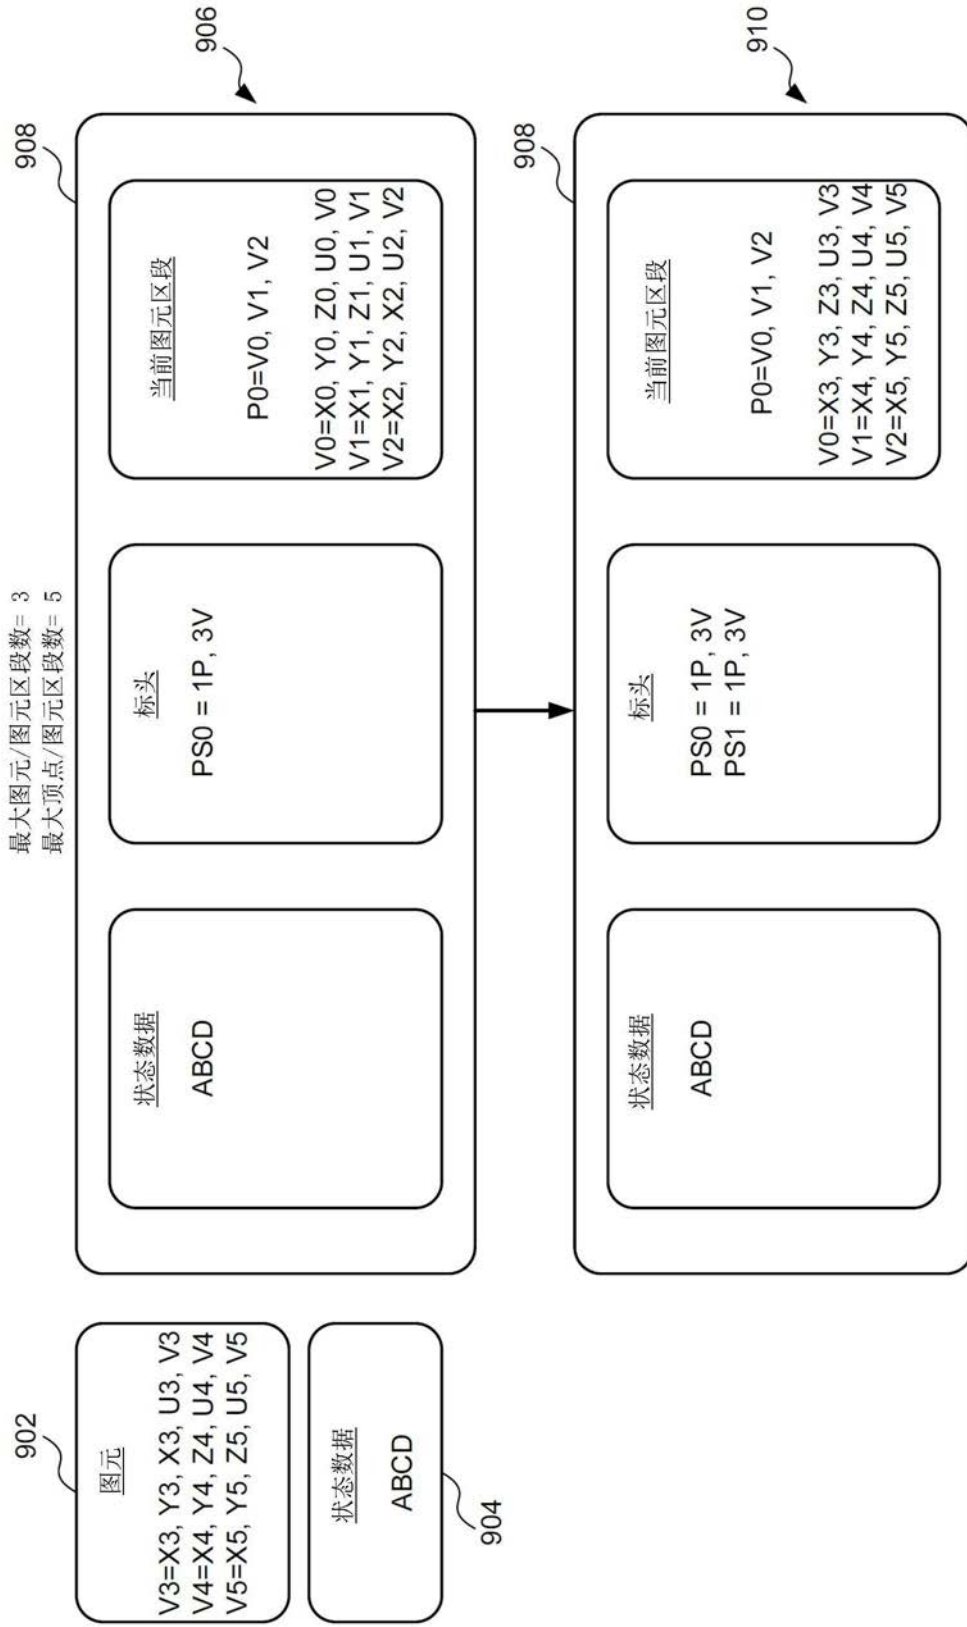 最大图元/图元区段数= 3
最大顶点/图元区段数= 5
902
图元
V3=X3, Y3, X3, U3, V3
V4=X4, Y4, Z4, U4, V4
V5=X5, Y5, Z5, U5, V5
状态数据
ABCD
904
908
906
状态数据
ABCD
标头
PS0 = 1P, 3V
当前图元区段
P0=V0, V1, V2
V0=X0, Y0, Z0, U0, V0
V1=X1, Y1, Z1, U1, V1
V2=X2, Y2, X2, U2, V2
908
910
状态数据
ABCD
标头
PS0 = 1P, 3V
PS1 = 1P, 3V
当前图元区段
P0=V0, V1, V2
V0=X3, Y3, Z3, U3, V3
V1=X4, Y4, Z4, U4, V4
V2=X5, Y5, Z5, U5, V5